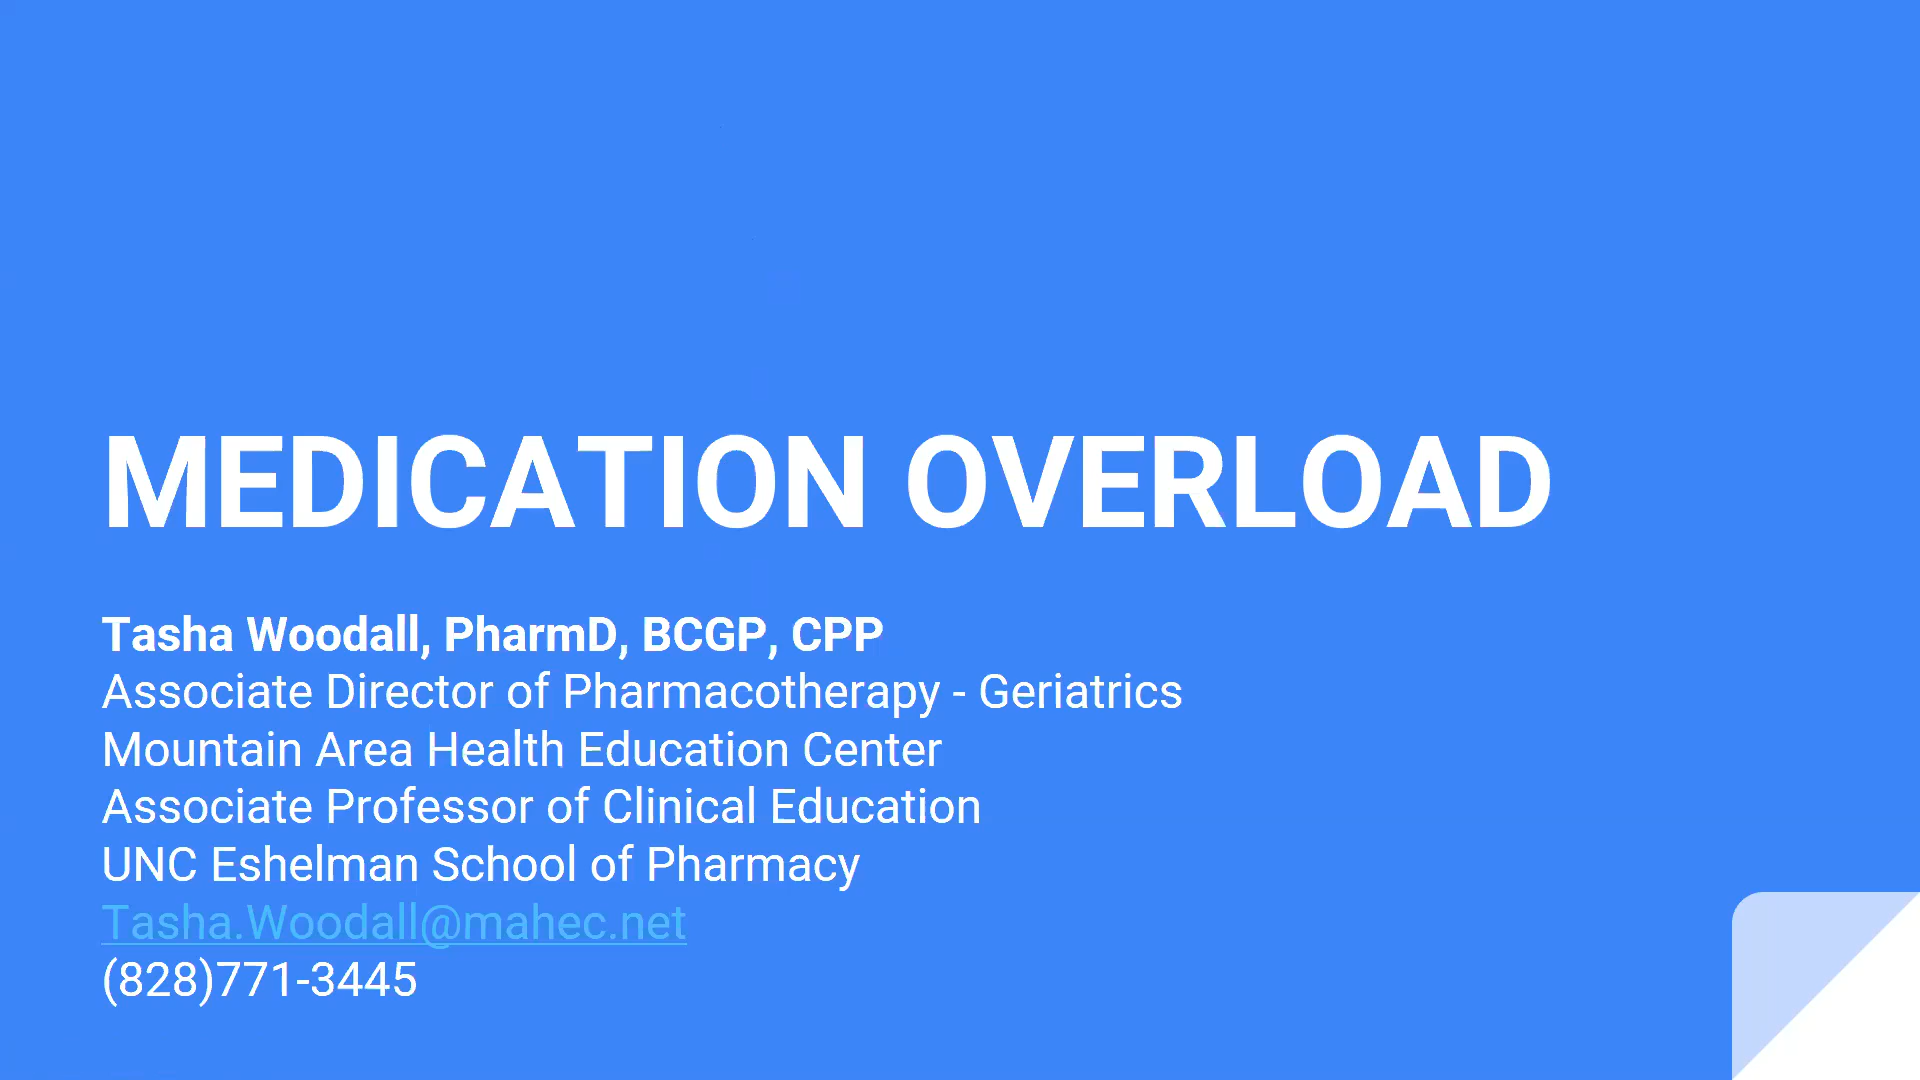 MEDICATION OVERLOAD
Tasha Woodall, PharmD, BCGP, CPP
Associate Director of Pharmacotherapy - Geriatrics
Mountain Area Health Education Center
Associate Professor of Clinical Education
UNC Eshelman School of Pharmacy
Tasha.Woodall@mahec.net
(828)771-3445